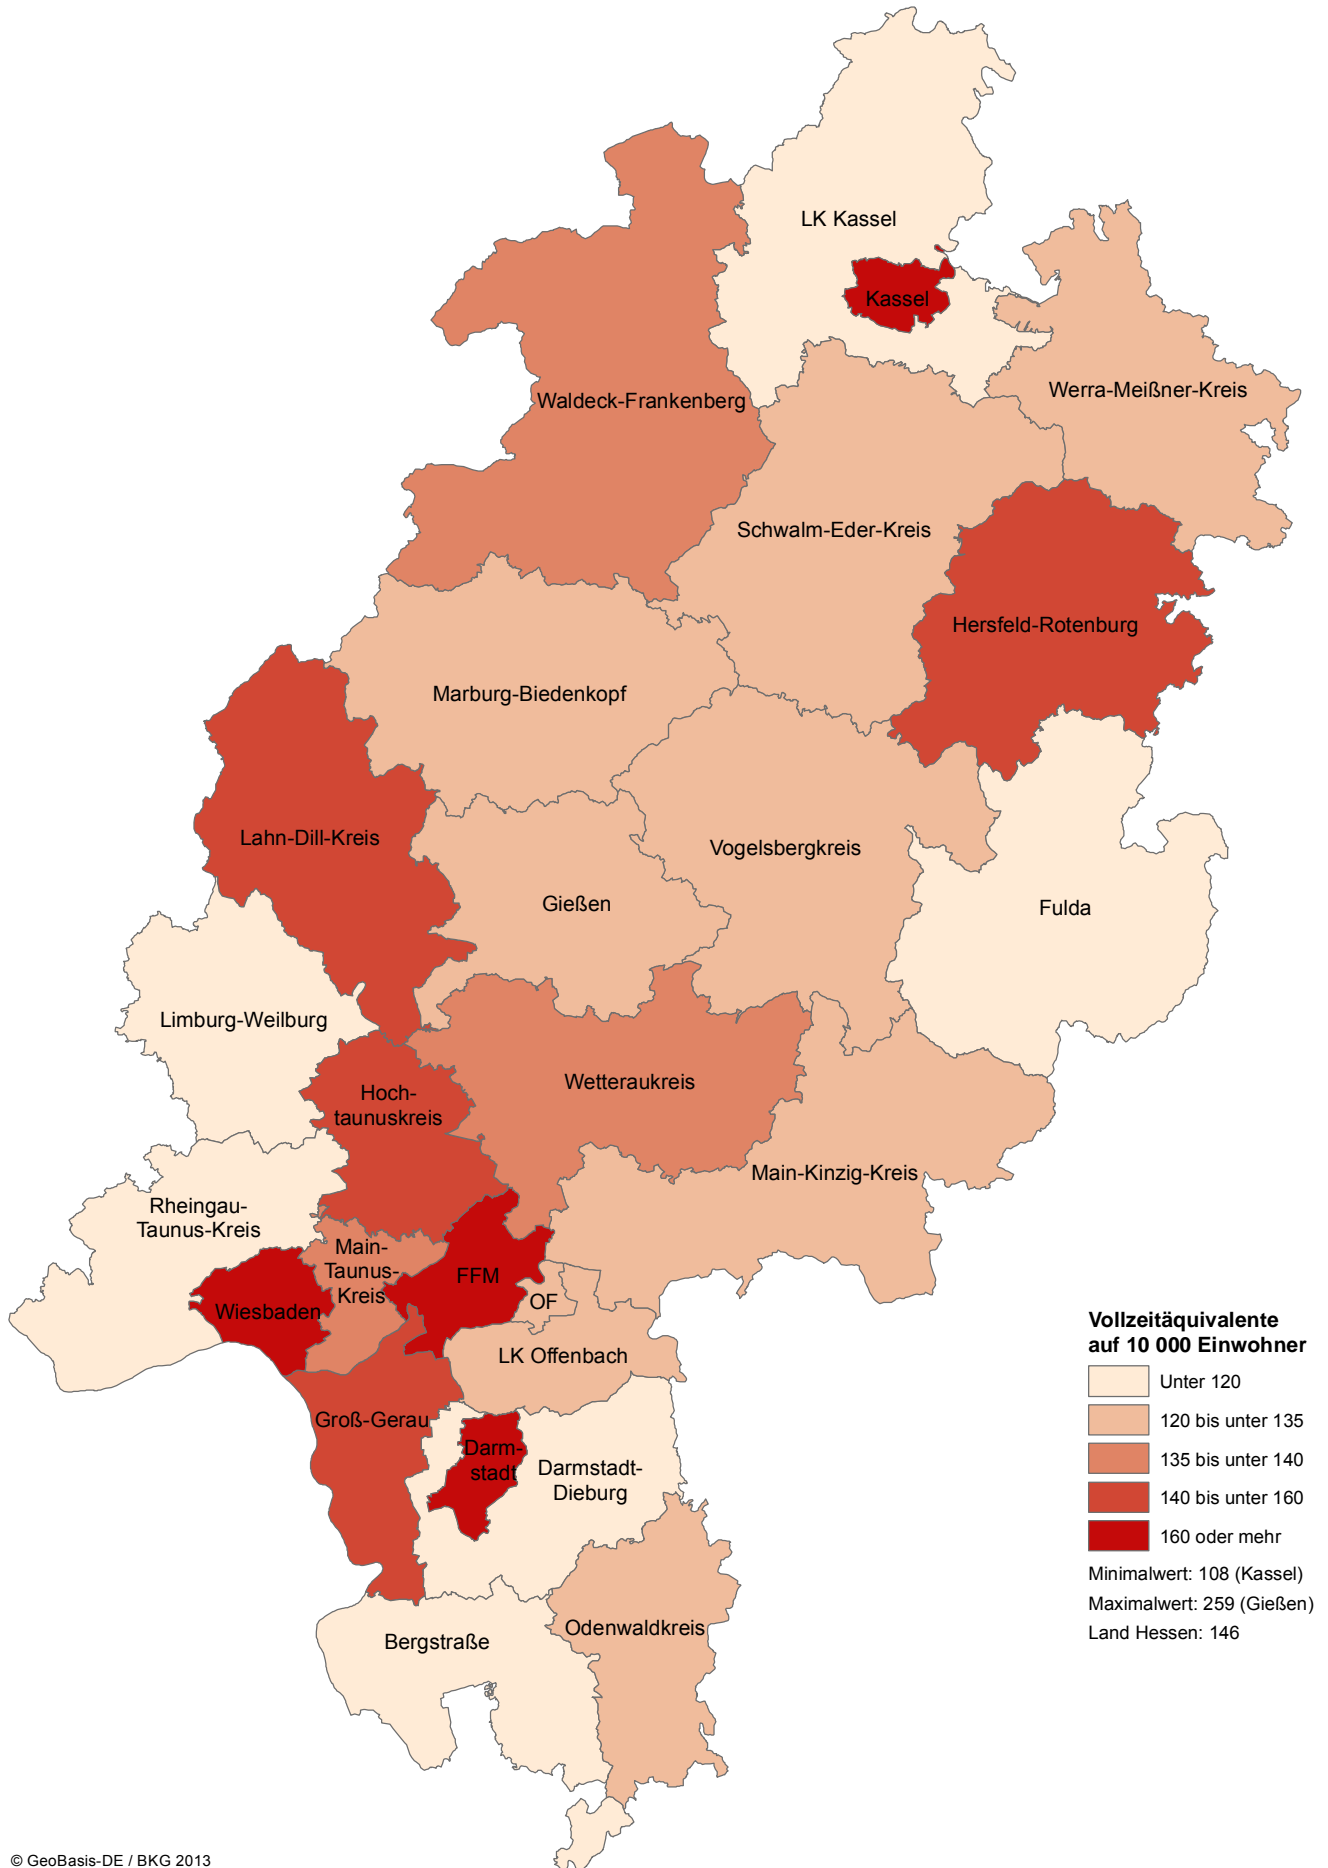 LK Kassel
Kassel
Werra-Meißner-Kreis
Waldeck-Frankenberg
Schwalm-Eder-Kreis
Hersfeld-Rotenburg
Marburg-Biedenkopf
Lahn-Dill-Kreis
Vogelsbergkreis
Gießen
Fulda
Limburg-Weilburg
Wetteraukreis
Hoch-
taunuskreis
Main-Kinzig-Kreis
Rheingau-
Taunus-Kreis
Main-
Taunus-
Kreis
FFM
OF
Wiesbaden
LK Offenbach
Groß-Gerau
Darm-
stadt
Darmstadt-
Dieburg
Odenwaldkreis
Bergstraße
Vollzeitäquivalente
auf 10 000 Einwohner
Unter 120
120 bis unter 135
135 bis unter 140
140 bis unter 160
160 oder mehr
Minimalwert: 108 (Kassel)
Maximalwert: 259 (Gießen)
Land Hessen: 146
© GeoBasis-DE / BKG 2013